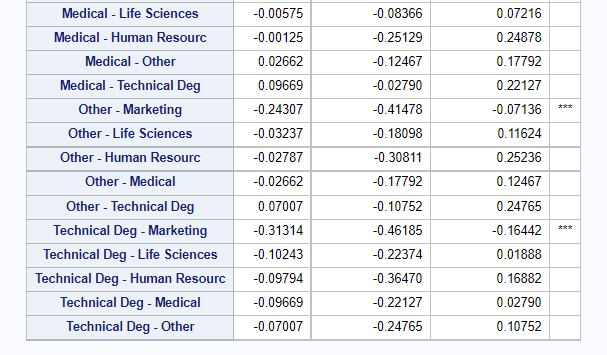 Medical - Life Sciences -0.00575 -0.08366 0.07216
Medical - Human Resourc -0.00125 -0.25129 0.24878
Medical - Other 0.02662 -0.12467 0.17792
Medical - Technical Deg 0.09669 -0.02790 0.22127
Other - Marketing -0.24307 -0.41478 -0.07136 ***
Other - Life Sciences -0.03237 -0.18098 0.11624
Other - Human Resourc -0.02787 -0.30811 0.25236
Other - Medical -0.02662 -0.17792 0.12467
Other - Technical Deg 0.07007 -0.10752 0.24765
Technical Deg - Marketing -0.31314 -0.46185 -0.16442 ***
Technical Deg - Life Sciences -0.10243 -0.22374 0.01888
Technical Deg - Human Resourc -0.09794 -0.36470 0.16882
Technical Deg - Medical -0.09669 -0.22127 0.02790
Technical Deg - Other -0.07007 -0.24765 0.10752